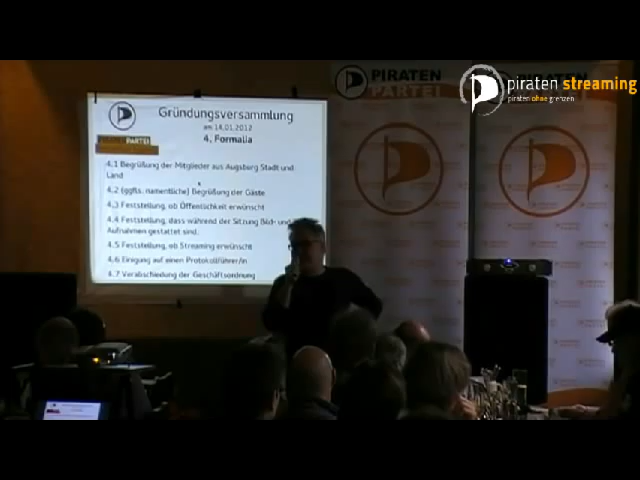 Gründungsversammlung
am 14.01.2012
4. Formalia
PIRATENPARTEI
4.1 Begrüßung der Mitglieder aus Augsburg Stadt und
Land
4.2 (ggfls. namentliche) Begrüßung der Gäste
4.3 Feststellung, ob Öffentlichkeit erwünscht
4.4 Feststellung, dass während der Sitzung Bild- und
Aufnahmen gestattet sind.
4.5 Feststellung, ob Streaming erwünscht
4.6 Einigung auf einen Protokollführer/in
4.7 Verabschiedung der Geschäftsordnung
PIRATEN
PARTEI
piraten streaming
piraten ohne grenzen